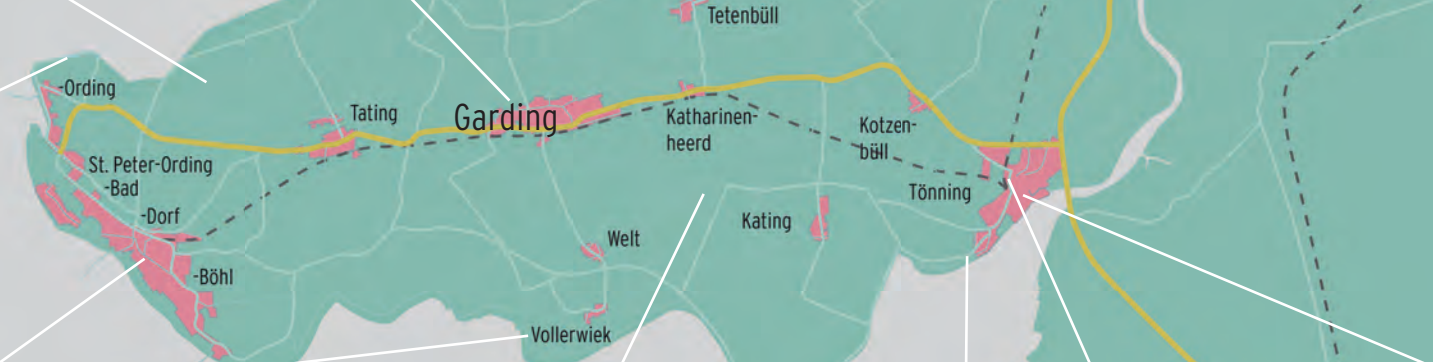 Tetenbüll
-Ording
Tating
Garding
Katharinen-
heerd
Kotzen-
büll
St. Peter-Ording
-Bad
-Dorf
Tönning
Kating
Welt
-Böhl
Vollerwiek